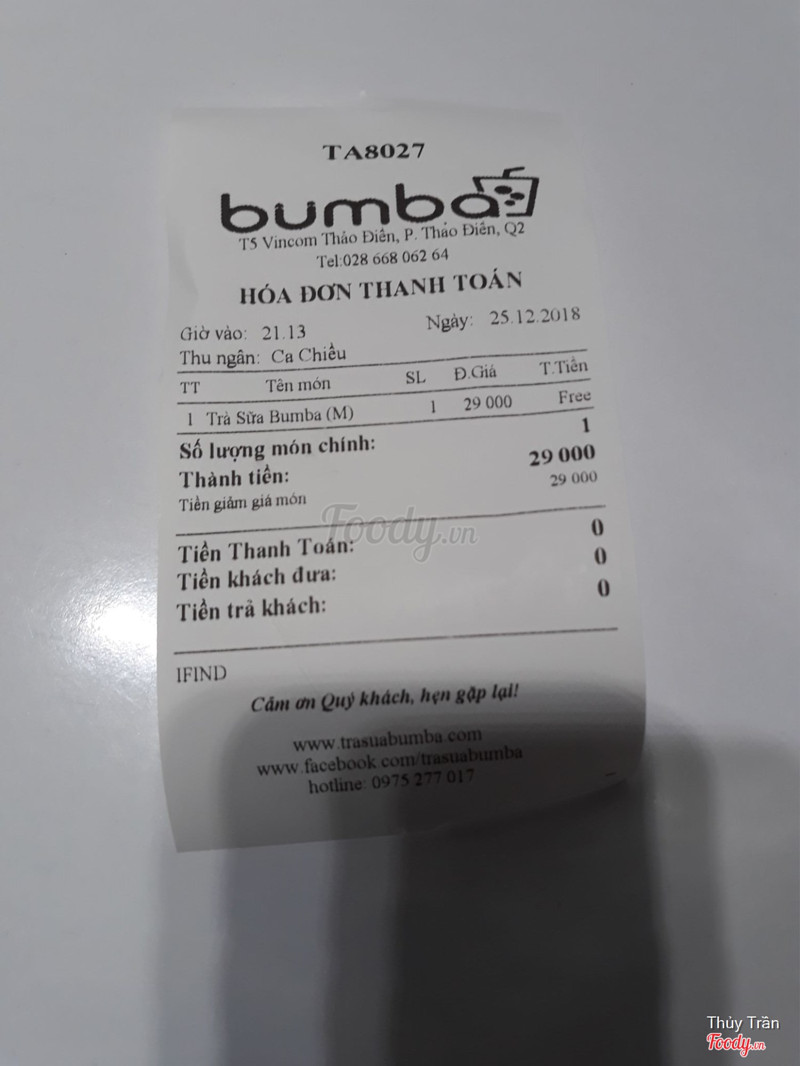 TA8027
bumba
T5 Vincom Thảo Điền, P. Thảo Điền, Q2
Tel:028 668 062 64
HÓA ĐƠN THANH TOÁN
Giờ vào: 21.13 Ngày: 25.12.2018
Thu ngân: Ca Chiều
TT Tên món SL Đ.Giá T.Tiền
1 Trà Sữa Bumba (M) 1 29 000 Free
Số lượng món chính: 1
Thành tiền: 29 000
Tiền giảm giá món 29 000
Foody.vn
Tiền Thanh Toán: 0
Tiền khách đưa: 0
Tiền trả khách: 0
IFIND
Cảm ơn Quý khách, hẹn gặp lại!
www.trasuabumba.com
www.facebook.com/trasuabumba
hotline: 0975 277 017
Thủy Trần
Foody.vn